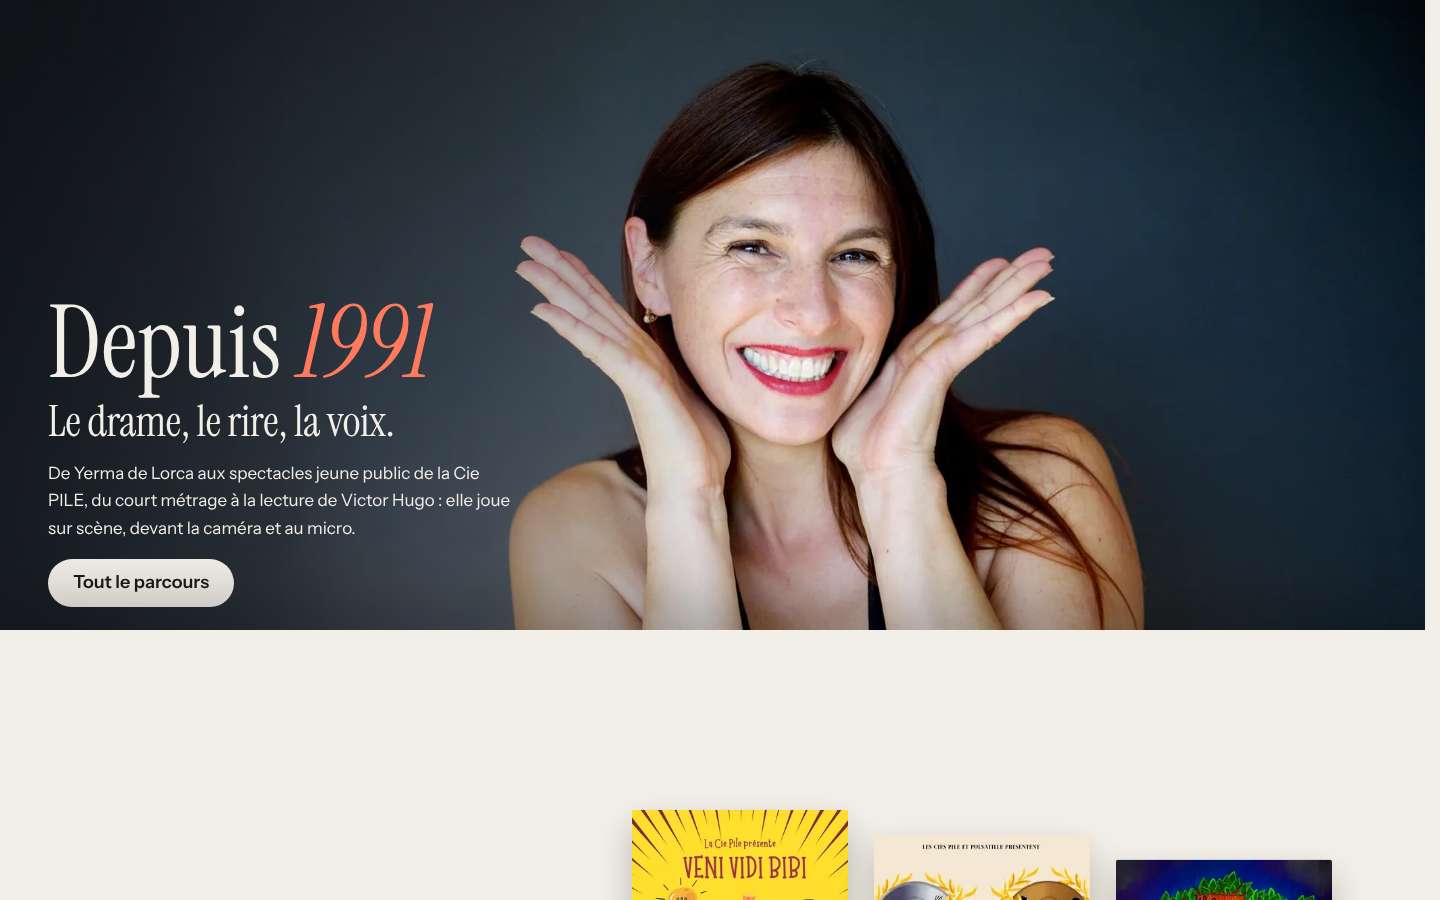 Depuis 1991
Le drame, le rire, la voix.
De Yerma de Lorca aux spectacles jeune public de la Cie
PILE, du court métrage à la lecture de Victor Hugo : elle joue
sur scène, devant la caméra et au micro.
Tout le parcours
La Cie Pile présente
VENI VIDI BIBI
LES CIES PILE ET POLYATILLE PRÉSENTENT